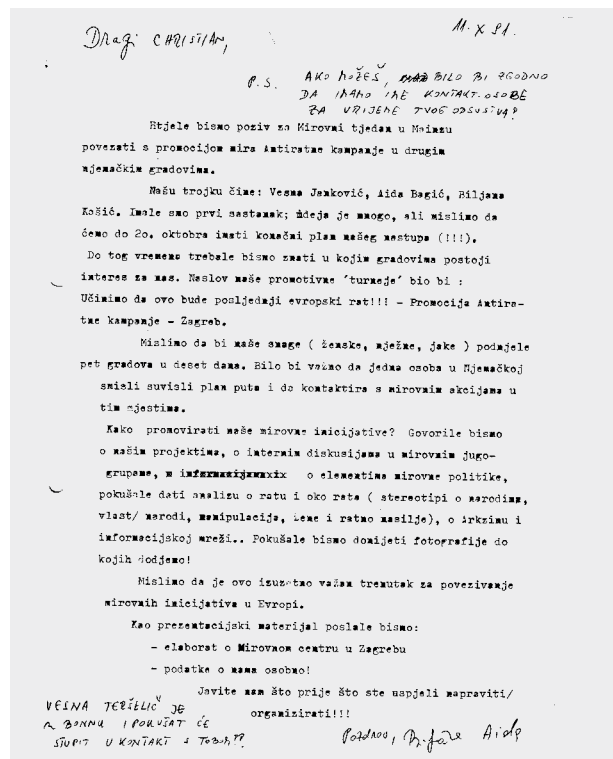 11. X 91.
Dragi CHRISTIAN,
P.S. AKO MOŽEŠ, BILO BI ZGODNO
DA IMAMO IME KONTAKT-OSOBE
ZA VRIJEME TVOG ODSUSTVA?
Htjele bismo poziv za Mirovni tjedan u Mainzu
povezati s promocijom mira Antiratne kampanje u drugim
njemačkim gradovima.
Našu trojku čine: Vesna Janković, Aida Bagić, Biljana
Kašić. Imale smo prvi sastanak; ideja je mnogo, ali mislimo da
ćemo do 2o. oktobra imati konačni plan našeg nastupa (!!!).
Do tog vremena trebale bismo znati u kojim gradovima postoji
interes za nas. Naslov naše promotivne 'turneje' bio bi :
Učinimo da ovo bude posljednji evropski rat!!! - Promocija Antira-
tne kampanje - Zagreb.
Mislimo da bi naše snage ( ženske, nježne, jake ) podnjele
pet gradova u deset dana. Bilo bi važno da jedna osoba u Njemačkoj
smisli suvisli plan puta i da kontaktira s mirovnim akcijama u
tim mjestima.
Kako promovirati naše mirovne inicijative? Govorile bismo
o našim projektima, o internim diskusijama u mirovnim jugo-
grupama, o elementima mirovne politike,
pokušale dati analizu o ratu i oko rata ( stereotipi o narodima,
vlast/ narodi, manipulacija, žene i ratno nasilje), o Arkzinu i
informacijskoj mreži.. Pokušale bismo donijeti fotografije do
kojih dodjemo!
Mislimo da je ovo izuzetno važan trenutak za povezivanje
mirovnih inicijativa u Evropi.
Kao prezentacijski materijal poslale bismo:
- elaborat o Mirovnom centru u Zagrebu
- podatke o nama osobno!
Javite nam što prije što ste uspjeli napraviti/
organizirati!!!
VESNA TERŠELIČ JE
U BONNU I POKUŠAT ĆE
STUPIT U KONTAKT S TOBOM??
Pozdrav, Aida